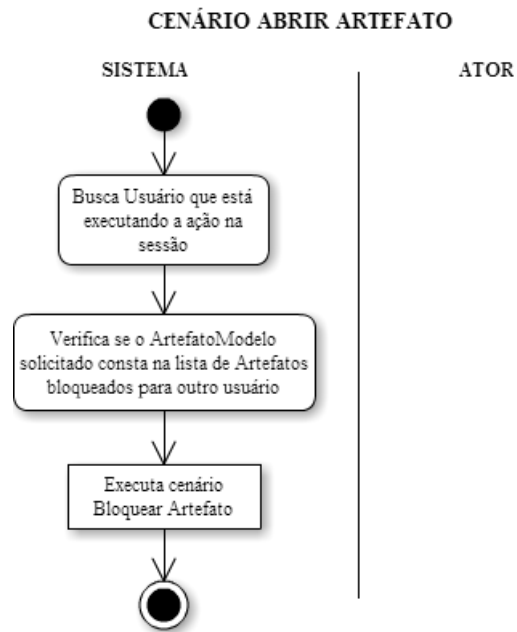 CENÁRIO ABRIR ARTEFATO
SISTEMA
ATOR
Busca Usuário que está
executando a ação na
sessão
Verifica se o ArtefatoModelo
solicitado consta na lista de Artefatos
bloqueados para outro usuário
Executa cenário
Bloquear Artefato